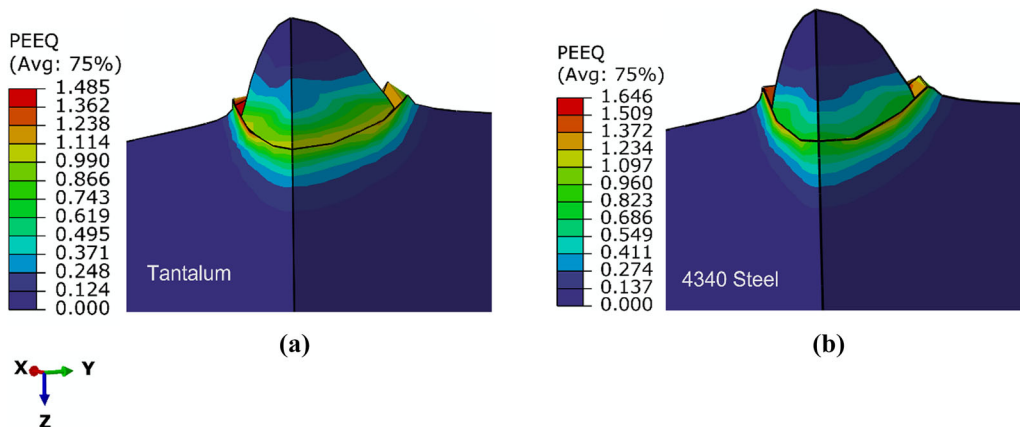 PEEQ
(Avg: 75%)
1.485
1.362
1.238
1.114
0.990
0.866
0.743
0.619
0.495
0.371
0.248
0.124
0.000
Tantalum
(a)
PEEQ
(Avg: 75%)
1.646
1.509
1.372
1.234
1.097
0.960
0.823
0.686
0.549
0.411
0.274
0.137
0.000
4340 Steel
(b)
X
Y
Z